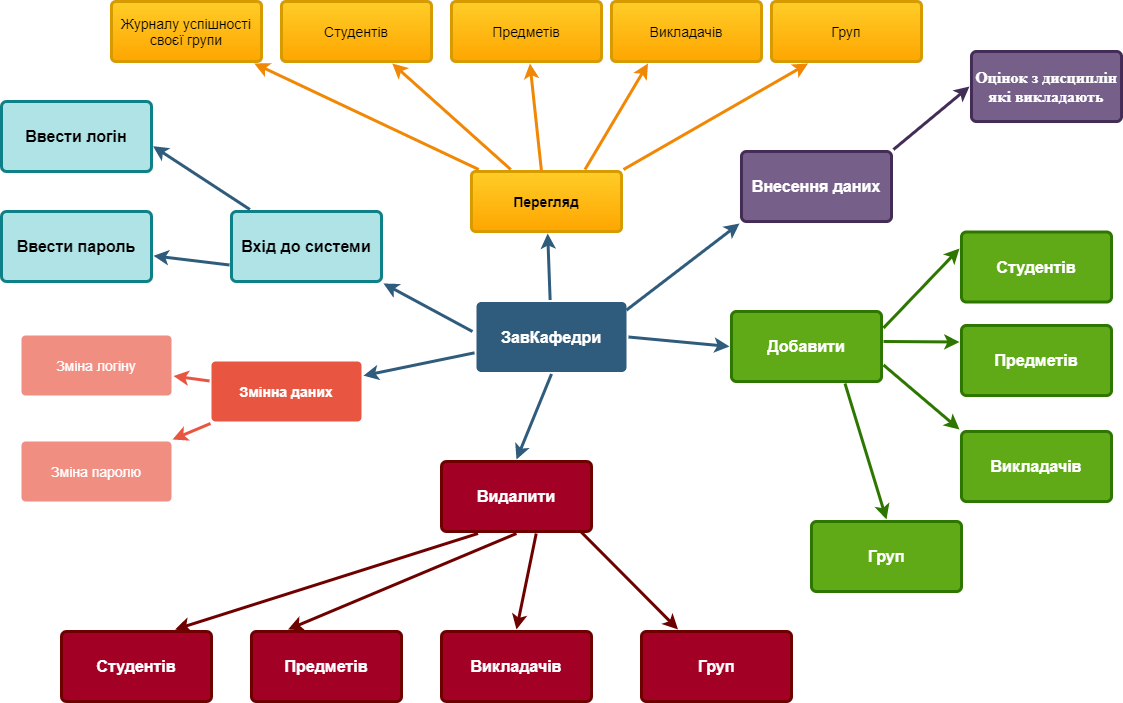 Журналу успішності
своєї групи
Студентів
Предметів
Викладачів
Груп
Оцінок з дисциплін
які викладають
Ввести логін
Внесення даних
Перегляд
Ввести пароль
Вхід до системи
Студентів
ЗавКафедри
Добавити
Предметів
Зміна логіну
Змінна даних
Викладачів
Зміна паролю
Видалити
Груп
Студентів
Предметів
Викладачів
Груп